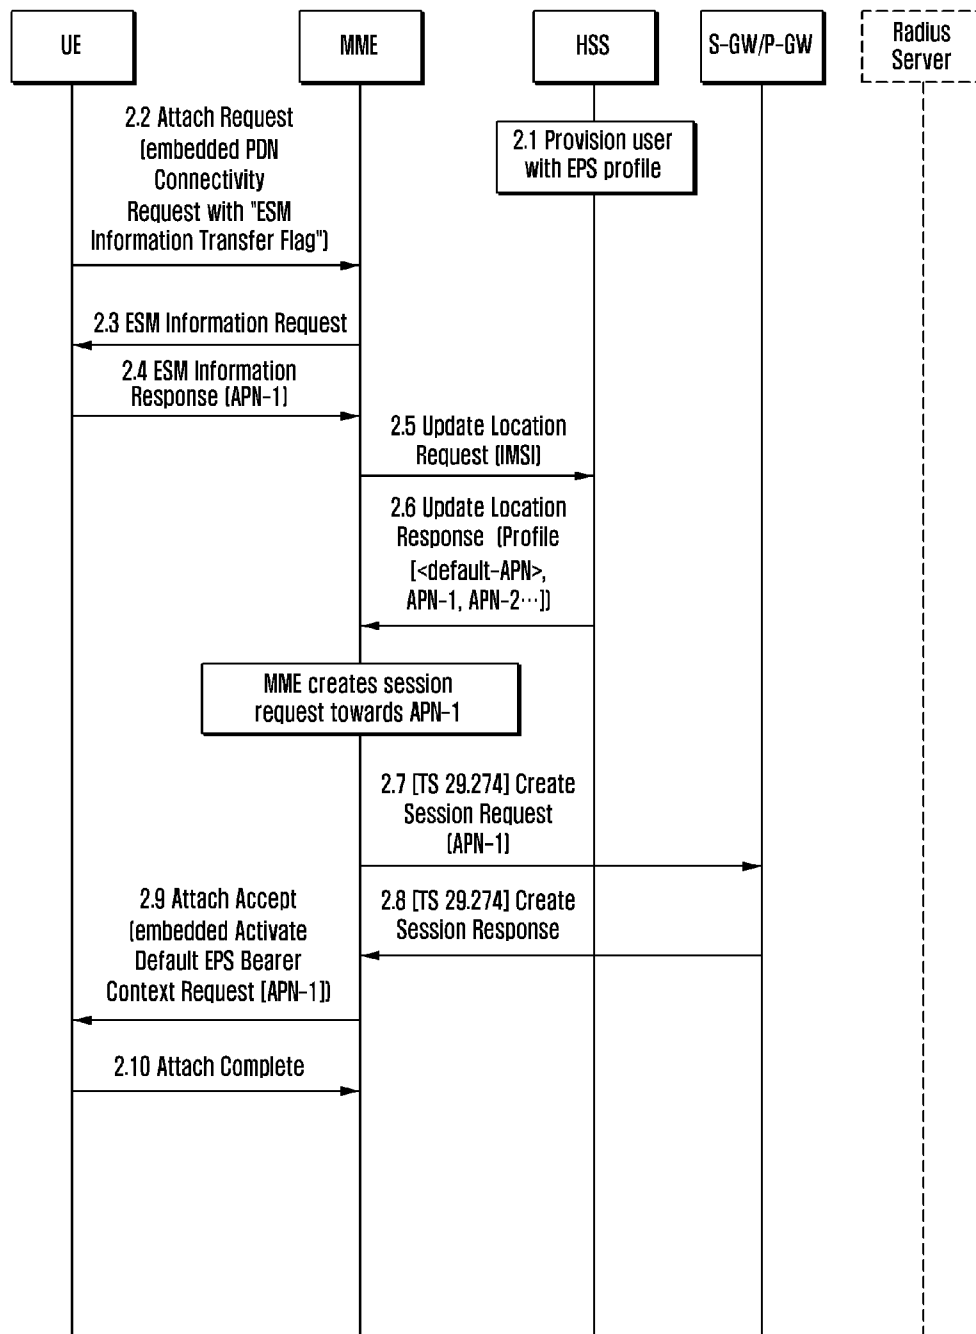 UE
MME
HSS
S-GW/P-GW
Radius
Server
2.2 Attach Request
(embedded PDN
Connectivity
Request with "ESM
Information Transfer Flag")
2.1 Provision user
with EPS profile
2.3 ESM Information Request
2.4 ESM Information
Response (APN-1)
2.5 Update Location
Request (IMSI)
2.6 Update Location
Response (Profile
[<default-APN>,
APN-1, APN-2⋯])
MME creates session
request towards APN-1
2.7 [TS 29.274] Create
Session Request
(APN-1)
2.8 [TS 29.274] Create
Session Response
2.9 Attach Accept
(embedded Activate
Default EPS Bearer
Context Request [APN-1])
2.10 Attach Complete